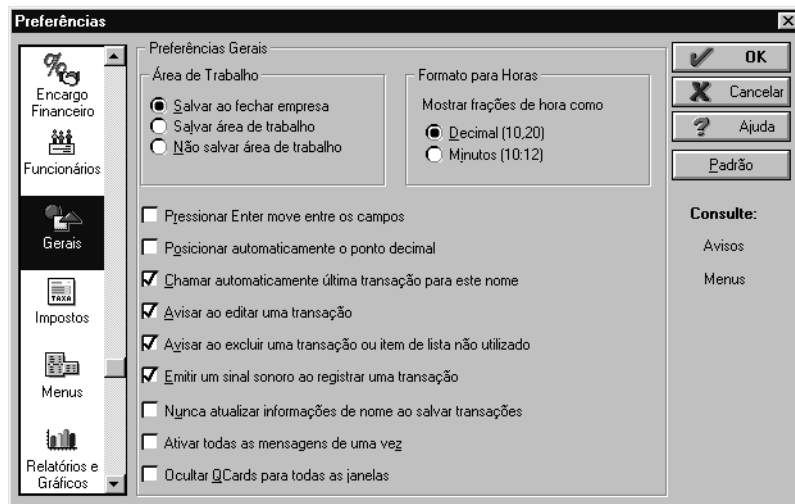 Preferências
Encargo
Financeiro
Funcionários
Gerais
TAXA
Impostos
Menus
Relatórios e
Gráficos
Preferências Gerais
Área de Trabalho
Salvar ao fechar empresa
Salvar área de trabalho
Não salvar área de trabalho
Formato para Horas
Mostrar frações de hora como
Decimal (10,20)
Minutos (10:12)
Pressionar Enter move entre os campos
Posicionar automaticamente o ponto decimal
Chamar automaticamente última transação para este nome
Avisar ao editar uma transação
Avisar ao excluir uma transação ou item de lista não utilizado
Emitir um sinal sonoro ao registrar uma transação
Nunca atualizar informações de nome ao salvar transações
Ativar todas as mensagens de uma vez
Ocultar QCards para todas as janelas
OK
Cancelar
Ajuda
Padrão
Consulte:
Avisos
Menus